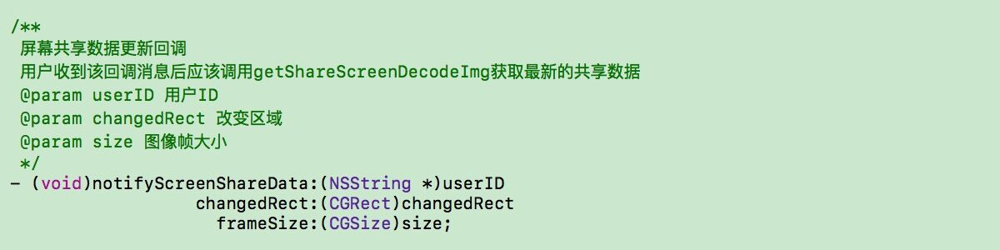 /**
屏幕共享数据更新回调
用户收到该回调消息后应该调用getShareScreenDecodeImg获取最新的共享数据
@param userID 用户ID
@param changedRect 改变区域
@param size 图像帧大小
*/
- (void)notifyScreenShareData:(NSString *)userID
changedRect:(CGRect)changedRect
frameSize:(CGSize)size;